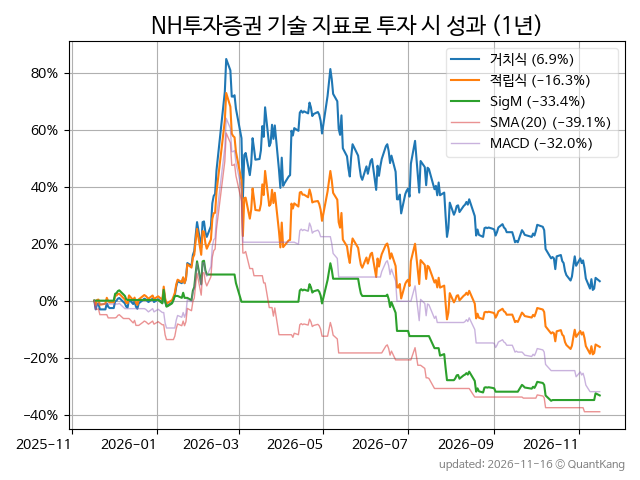 NH투자증권 기술 지표로 투자 시 성과 (1년)
거치식 (6.9%)
적립식 (−16.3%)
SigM (−33.4%)
SMA(20) (−39.1%)
MACD (−32.0%)
80%
60%
40%
20%
0%
−20%
−40%
2025-11 2026-01 2026-03 2026-05 2026-07 2026-09 2026-11
updated: 2026-11-16 © QuantKang